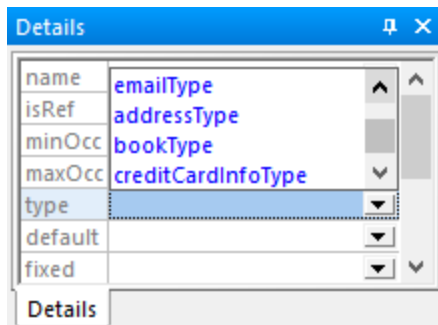 Details
name
emailType
isRef
addressType
minOcc
bookType
maxOcc
creditCardInfoType
type
default
fixed
Details